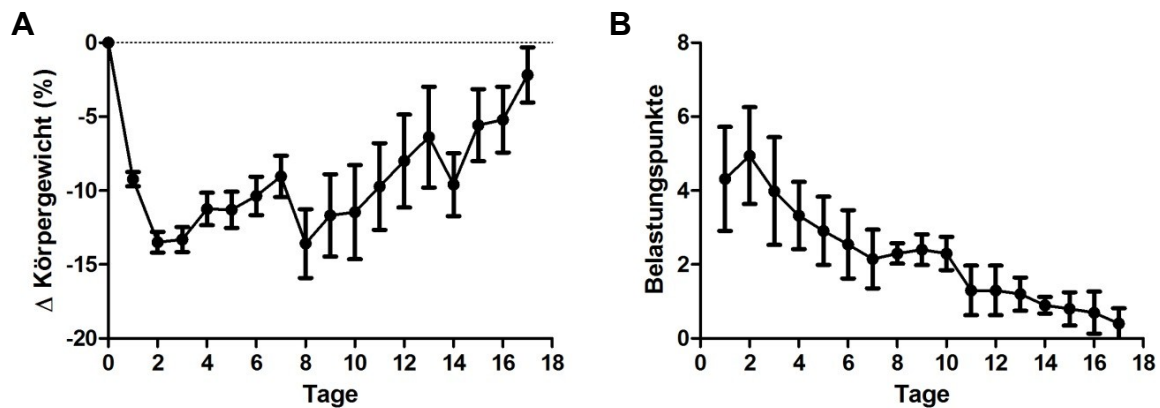 A
B
Δ Körpergewicht (%)
0
-5
-10
-15
-20
0 2 4 6 8 10 12 14 16 18
Tage
Belastungspunkte
8
6
4
2
0
0 2 4 6 8 10 12 14 16 18
Tage